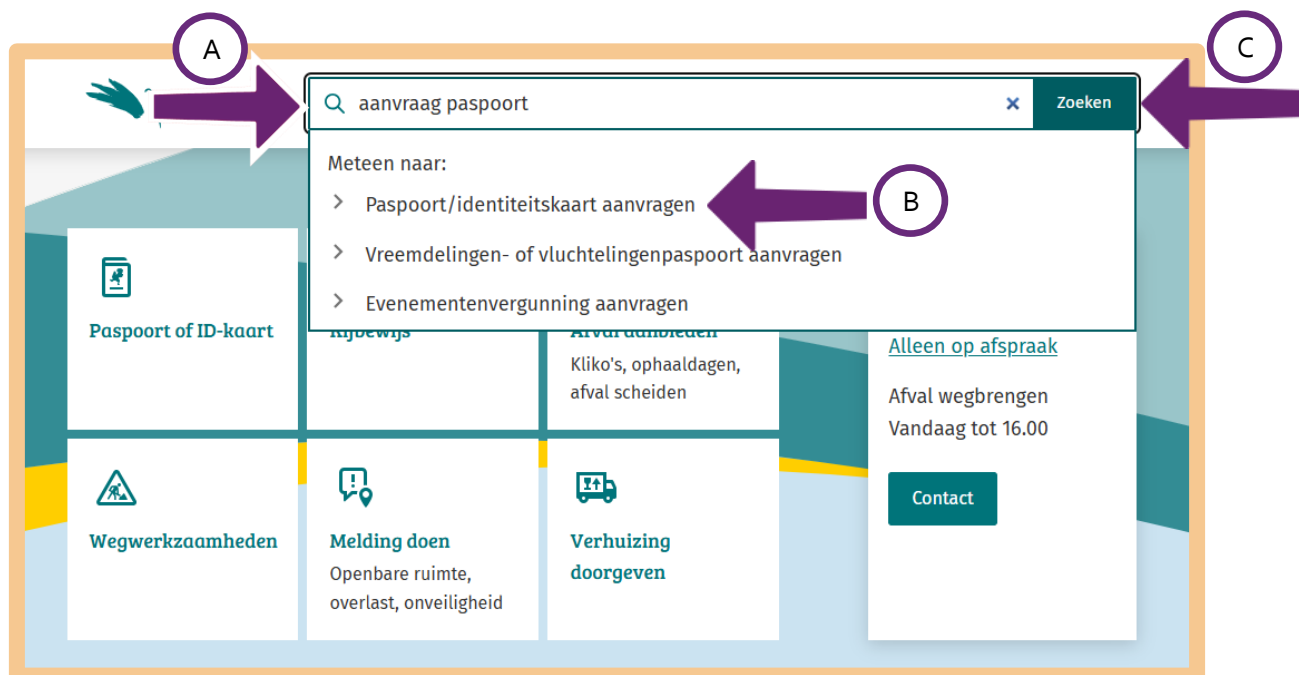 A
C
aanvraag paspoort
Zoeken
Meteen naar:
Paspoort/identiteitskaart aanvragen
B
Vreemdelingen- of vluchtelingenpaspoort aanvragen
Evenementenvergunning aanvragen
Paspoort of ID-kaart
Rijbewijs
Afval aanbieden
Kliko's, ophaaldagen,
afval scheiden
Alleen op afspraak
Afval wegbrengen
Vandaag tot 16.00
Contact
Wegwerkzaamheden
Melding doen
Openbare ruimte,
overlast, onveiligheid
Verhuizing
doorgeven